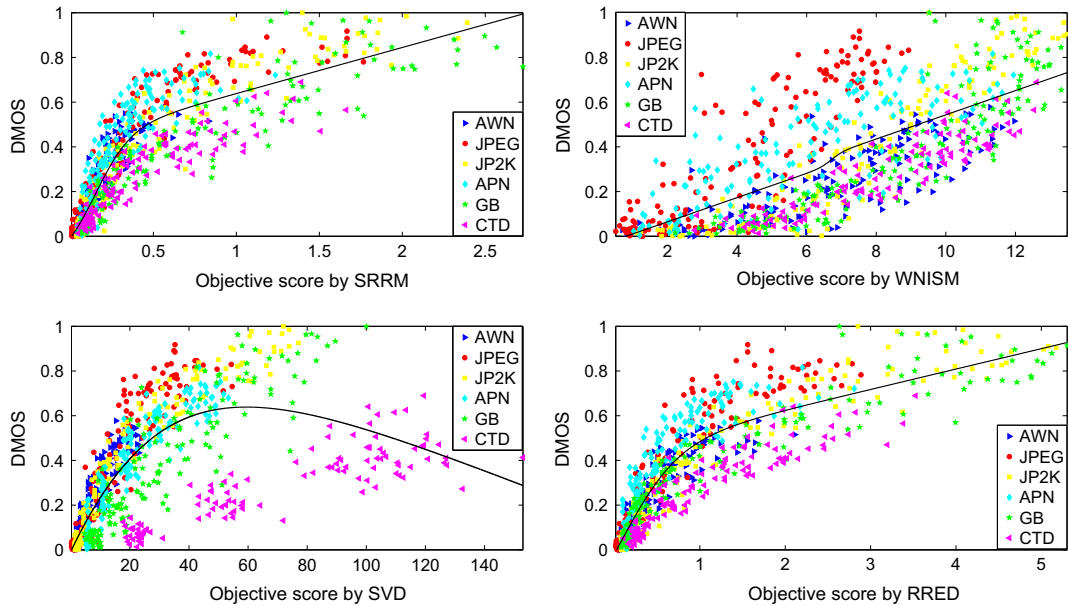 1
0.8
0.6
0.4
0.2
0
DMOS
0.5
1
1.5
2
2.5
Objective score by SRRM
AWN
JPEG
JP2K
APN
GB
CTD
1
0.8
0.6
0.4
0.2
0
DMOS
2
4
6
8
10
12
Objective score by WNISM
AWN
JPEG
JP2K
APN
GB
CTD
1
0.8
0.6
0.4
0.2
0
DMOS
20
40
60
80
100
120
140
Objective score by SVD
AWN
JPEG
JP2K
APN
GB
CTD
1
0.8
0.6
0.4
0.2
0
DMOS
1
2
3
4
5
Objective score by RRED
AWN
JPEG
JP2K
APN
GB
CTD